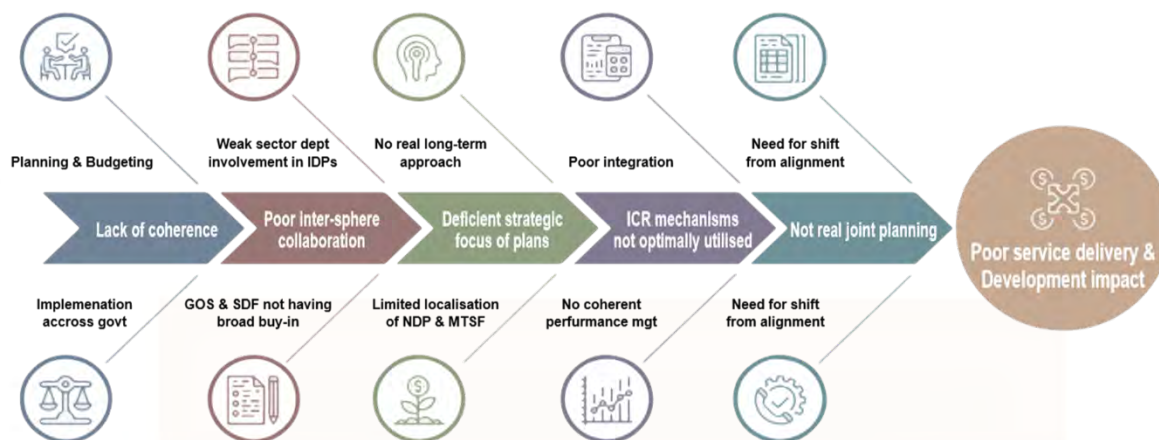 Planning & Budgeting
Weak sector dept
involvement in IDPs
No real long-term
approach
Poor integration
Need for shift
from alignment
Lack of coherence
Poor inter-sphere
collaboration
Deficient strategic
focus of plans
ICR mechanisms
not optimally utilised
Not real joint planning
Poor service delivery &
Development impact
Implemenation
accross govt
GOS & SDF not having
broad buy-in
Limited localisation
of NDP & MTSF
No coherent
perfurmance mgt
Need for shift
from alignment